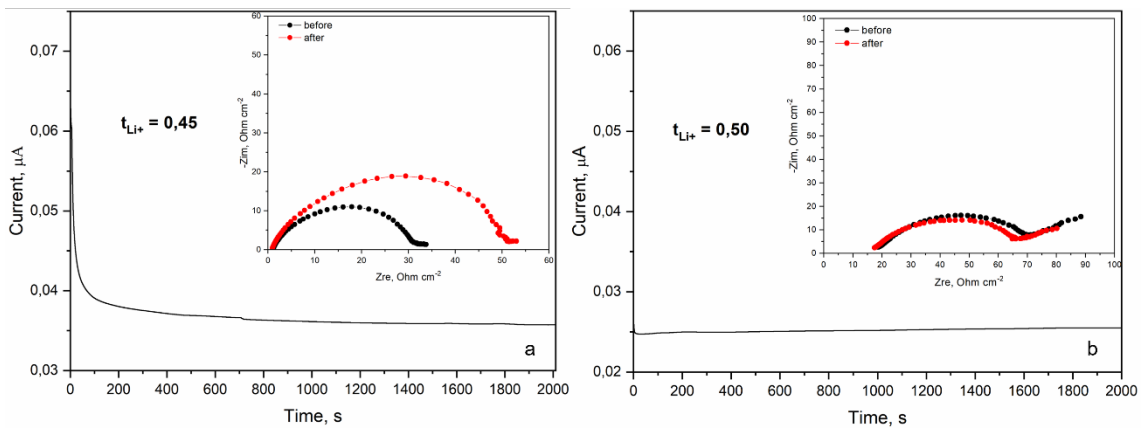 0,07
0,06
0,05
0,04
0,03
Current, μA
0 200 400 600 800 1000 1200 1400 1600 1800 2000
Time, s
t Li+ = 0,45
a
before
after
60
50
40
30
20
10
0
-Zim, Ohm cm-2
0 10 20 30 40 50 60
Zre, Ohm cm-2
0,06
0,05
0,04
0,03
0,02
Current, μA
0 200 400 600 800 1000 1200 1400 1600 1800 2000
Time, s
t Li+ = 0,50
b
before
after
100
90
80
70
60
50
40
30
20
10
0
-Zim, Ohm cm-2
0 10 20 30 40 50 60 70 80 90 100
Zre, Ohm cm-2